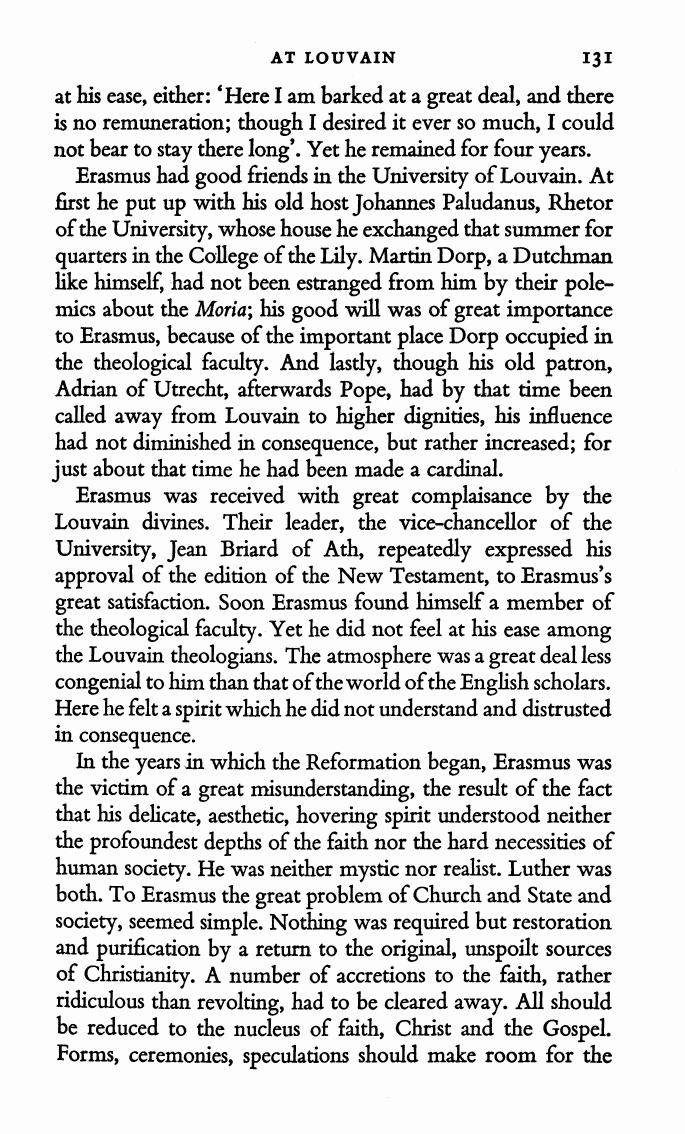 AT LOUVAIN 131
at his ease, either: ‘Here I am barked at a great deal, and there
is no remuneration; though I desired it ever so much, I could
not bear to stay there long’. Yet he remained for four years.
Erasmus had good friends in the University of Louvain. At
first he put up with his old host Johannes Paludanus, Rhetor
of the University, whose house he exchanged that summer for
quarters in the College of the Lily. Martin Dorp, a Dutchman
like himself, had not been estranged from him by their pole-
mics about the Moria; his good will was of great importance
to Erasmus, because of the important place Dorp occupied in
the theological faculty. And lastly, though his old patron,
Adrian of Utrecht, afterwards Pope, had by that time been
called away from Louvain to higher dignities, his influence
had not diminished in consequence, but rather increased; for
just about that time he had been made a cardinal.
Erasmus was received with great complaisance by the
Louvain divines. Their leader, the vice-chancellor of the
University, Jean Briard of Ath, repeatedly expressed his
approval of the edition of the New Testament, to Erasmus’s
great satisfaction. Soon Erasmus found himself a member of
the theological faculty. Yet he did not feel at his ease among
the Louvain theologians. The atmosphere was a great deal less
congenial to him than that of the world of the English scholars.
Here he felt a spirit which he did not understand and distrusted
in consequence.
In the years in which the Reformation began, Erasmus was
the victim of a great misunderstanding, the result of the fact
that his delicate, aesthetic, hovering spirit understood neither
the profoundest depths of the faith nor the hard necessities of
human society. He was neither mystic nor realist. Luther was
both. To Erasmus the great problem of Church and State and
society, seemed simple. Nothing was required but restoration
and purification by a return to the original, unspoilt sources
of Christianity. A number of accretions to the faith, rather
ridiculous than revolting, had to be cleared away. All should
be reduced to the nucleus of faith, Christ and the Gospel.
Forms, ceremonies, speculations should make room for the